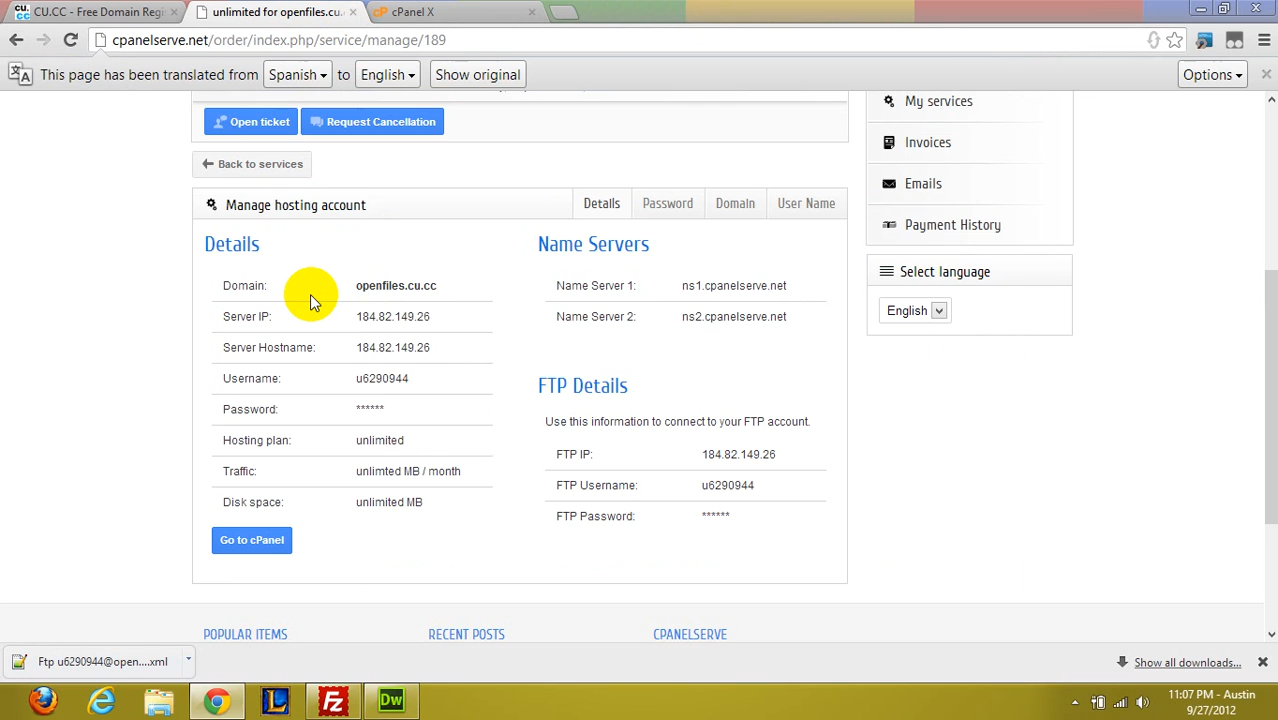 CU.CC - Free Domain Regi
unlimited for openfiles.cu.
cPanel X
cpanelserve.net/order/index.php/service/manage/189
This page has been translated from Spanish to English Show original Options
Open ticket Request Cancellation
Back to services
Manage hosting account
Details Password Domain User Name
Details
Domain: openfiles.cu.cc
Server IP: 184.82.149.26
Server Hostname: 184.82.149.26
Username: u6290944
Password: ******
Hosting plan: unlimited
Traffic: unlimted MB / month
Disk space: unlimited MB
Go to cPanel
Name Servers
Name Server 1: ns1.cpanelserve.net
Name Server 2: ns2.cpanelserve.net
FTP Details
Use this information to connect to your FTP account.
FTP IP: 184.82.149.26
FTP Username: u6290944
FTP Password: ******
My services
Invoices
Emails
Payment History
Select language
English
POPULAR ITEMS RECENT POSTS CPANELSERVE
Ftp u6290944@open....xml Show all downloads...
11:07 PM - Austin
9/27/2012